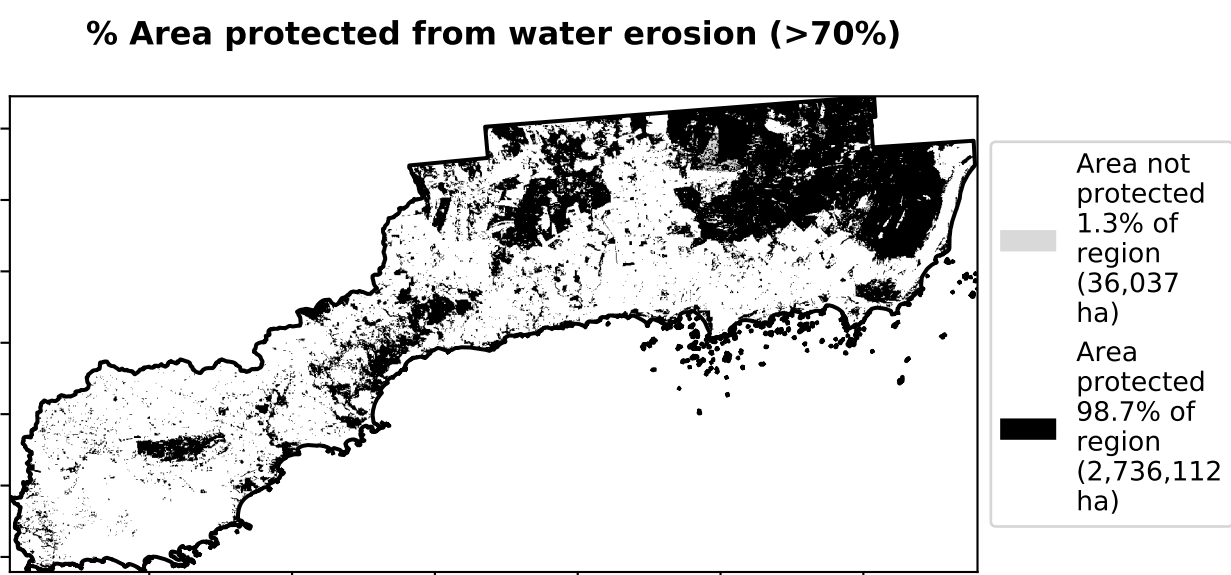 % Area protected from water erosion (>70%)
Area not
protected
1.3% of
region
(36,037
ha)
Area
protected
98.7% of
region
(2,736,112
ha)